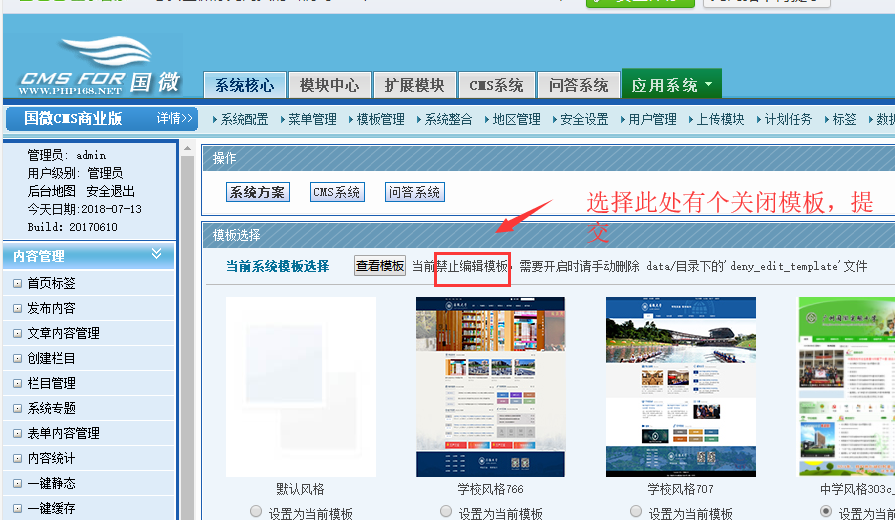 CMS FOR 国微
WWW.PHP168.NET
系统核心 模块中心 扩展模块 CMS系统 问答系统 应用系统
国微CMS商业版 详情>>
系统配置 菜单管理 模板管理 系统整合 地区管理 安全设置 用户管理 上传模块 计划任务 标签
管理员: admin
用户级别: 管理员
后台地图 安全退出
今天日期:2018-07-13
Build: 20170610
内容管理
首页标签
发布内容
文章内容管理
创建栏目
栏目管理
系统专题
表单内容管理
内容统计
一键静态
一键缓存
操作
系统方案 CMS系统 问答系统
选择此处有个关闭模板，提
交
模板选择
当前系统模板选择 查看模板 当前禁止编辑模板，需要开启时请手动删除 data/目录下的'deny_edit_template'文件
默认风格 学校风格766 学校风格707 中学风格303c_
设置为当前模板 设置为当前模板 设置为当前模板 设置为当